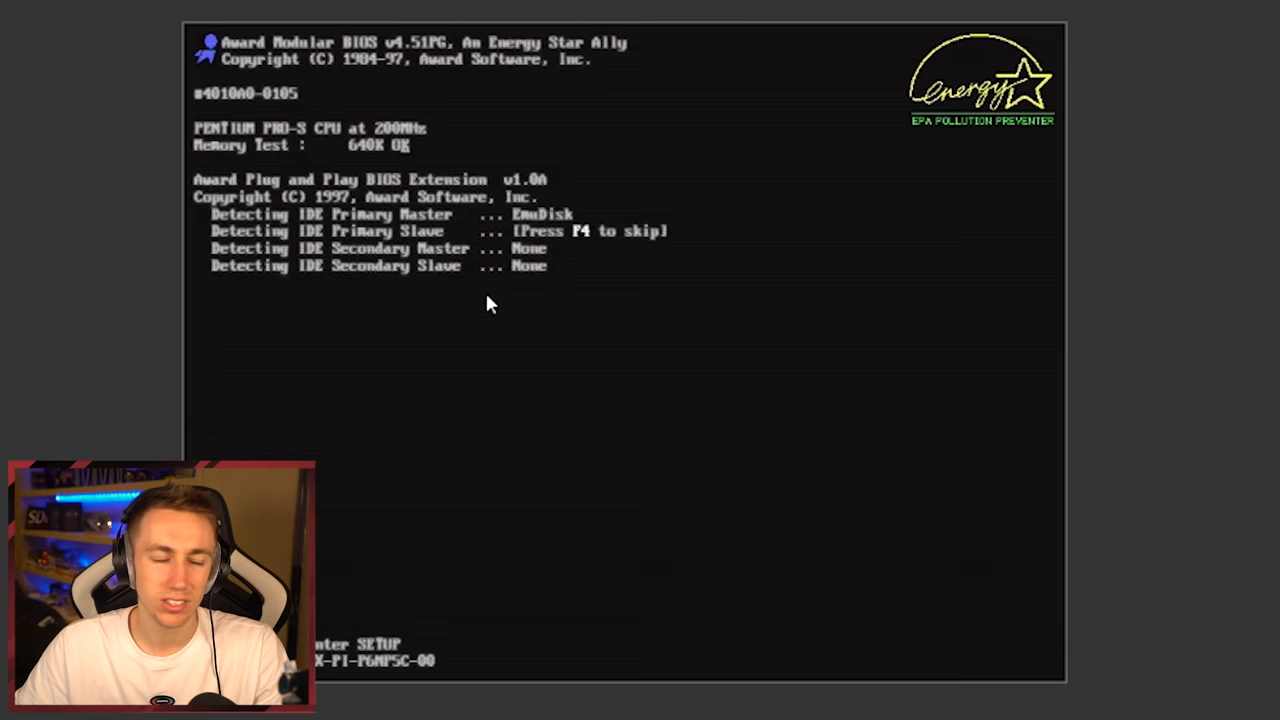 Award Modular BIOS v4.51PG, An Energy Star Ally
Copyright (C) 1984-97, Award Software, Inc.
energy
EPA POLLUTION PREVENTER
#4010A0-0105
PENTIUM PRO-S CPU at 200MHz
Memory Test : 640K OK
Award Plug and Play BIOS Extension v1.0A
Copyright (C) 1997, Award Software, Inc.
Detecting IDE Primary Master ... EmuDisk
Detecting IDE Primary Slave ... [Press F4 to skip]
Detecting IDE Secondary Master ... None
Detecting IDE Secondary Slave ... None
nter SETUP
X-PI-P6NP5C-00